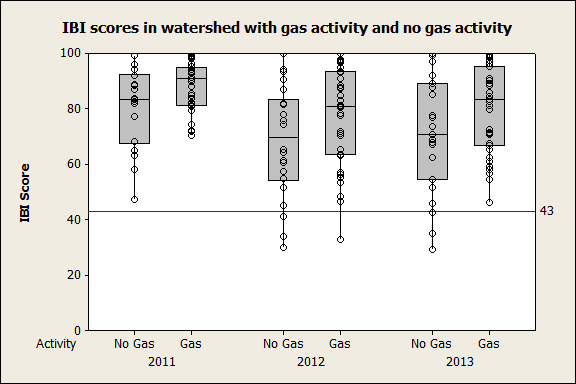 IBI scores in watershed with gas activity and no gas activity
100
80
60
40
20
0
IBI Score
43
Activity No Gas Gas No Gas Gas No Gas Gas
2011 2012 2013